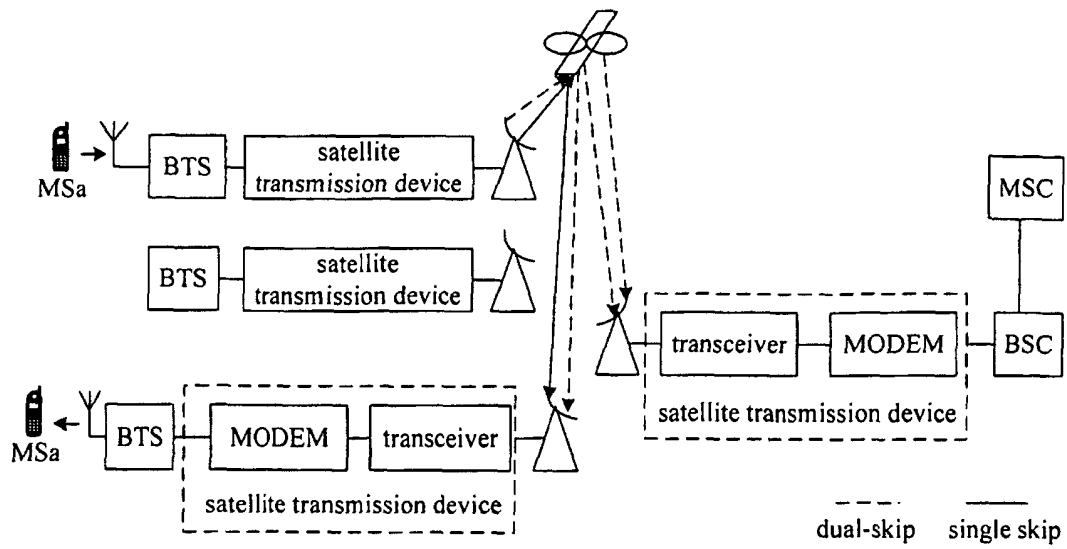 MSa
BTS
satellite
transmission device
MSC
BTS
satellite
transmission device
transceiver
MODEM
BSC
satellite transmission device
MSa
BTS
MODEM
transceiver
satellite transmission device
dual-skip
single skip